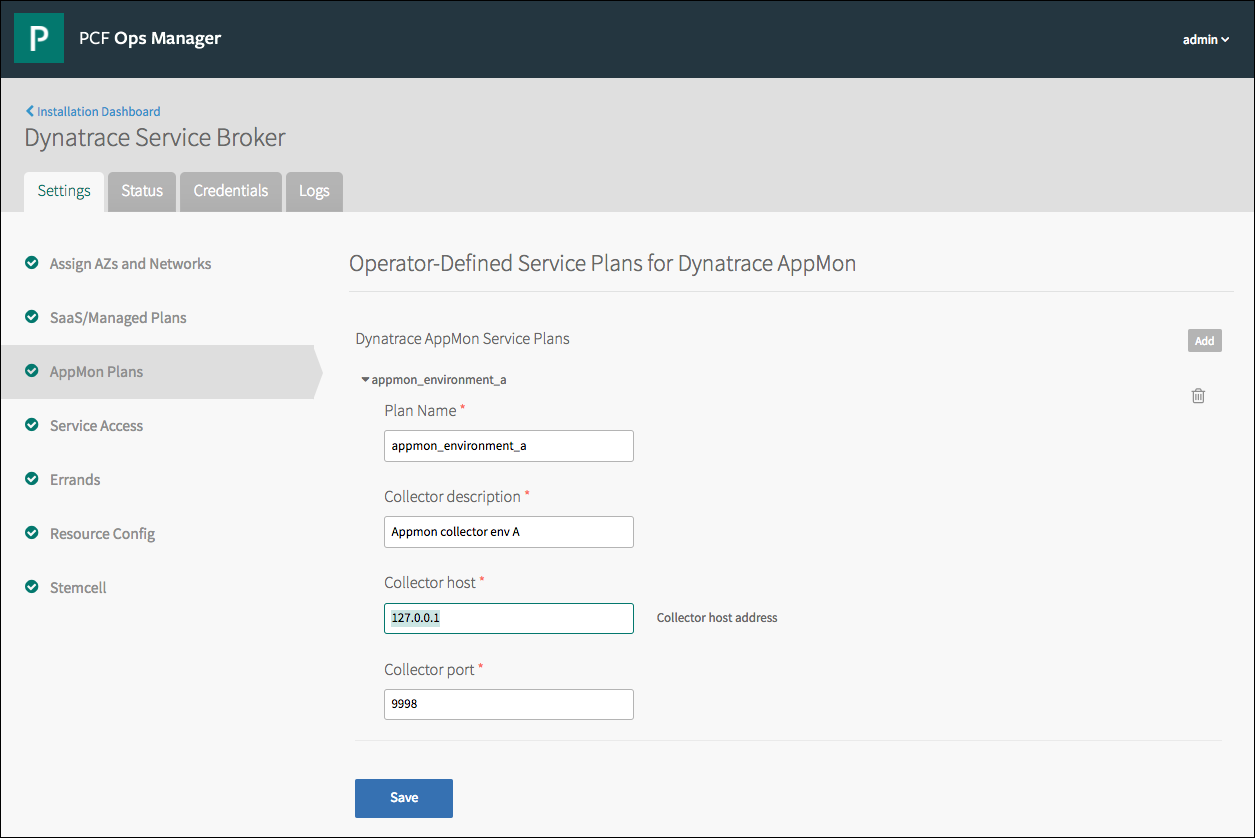 P
PCF Ops Manager
admin
Installation Dashboard
Dynatrace Service Broker
Settings
Status
Credentials
Logs
Assign AZs and Networks
SaaS/Managed Plans
AppMon Plans
Service Access
Errands
Resource Config
Stemcell
Operator-Defined Service Plans for Dynatrace AppMon
Dynatrace AppMon Service Plans
Add
appmon_environment_a
Plan Name *
appmon_environment_a
Collector description *
Appmon collector env A
Collector host *
127.0.0.1
Collector host address
Collector port *
9998
Save